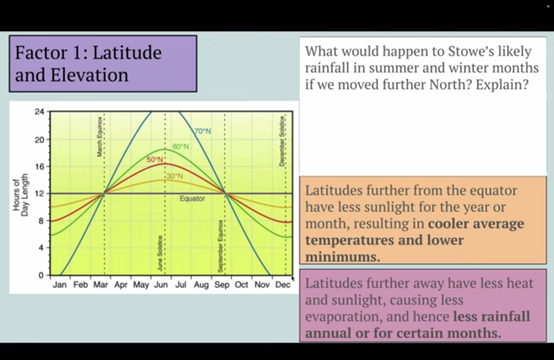 Factor 1: Latitude
and Elevation
What would happen to Stowe's likely
rainfall in summer and winter months
if we moved further North? Explain?
24
20
16
12
8
4
0
Hours of
Day Length
March Equinox
June Solstice
September Equinox
December Solstice
70°N
60°N
50°N
30°N
Equator
Jan Feb Mar Apr May Jun Jul Aug Sep Oct Nov Dec
Latitudes further from the equator
have less sunlight for the year or
month, resulting in cooler average
temperatures and lower
minimums.
Latitudes further away have less heat
and sunlight, causing less
evaporation, and hence less rainfall
annual or for certain months.